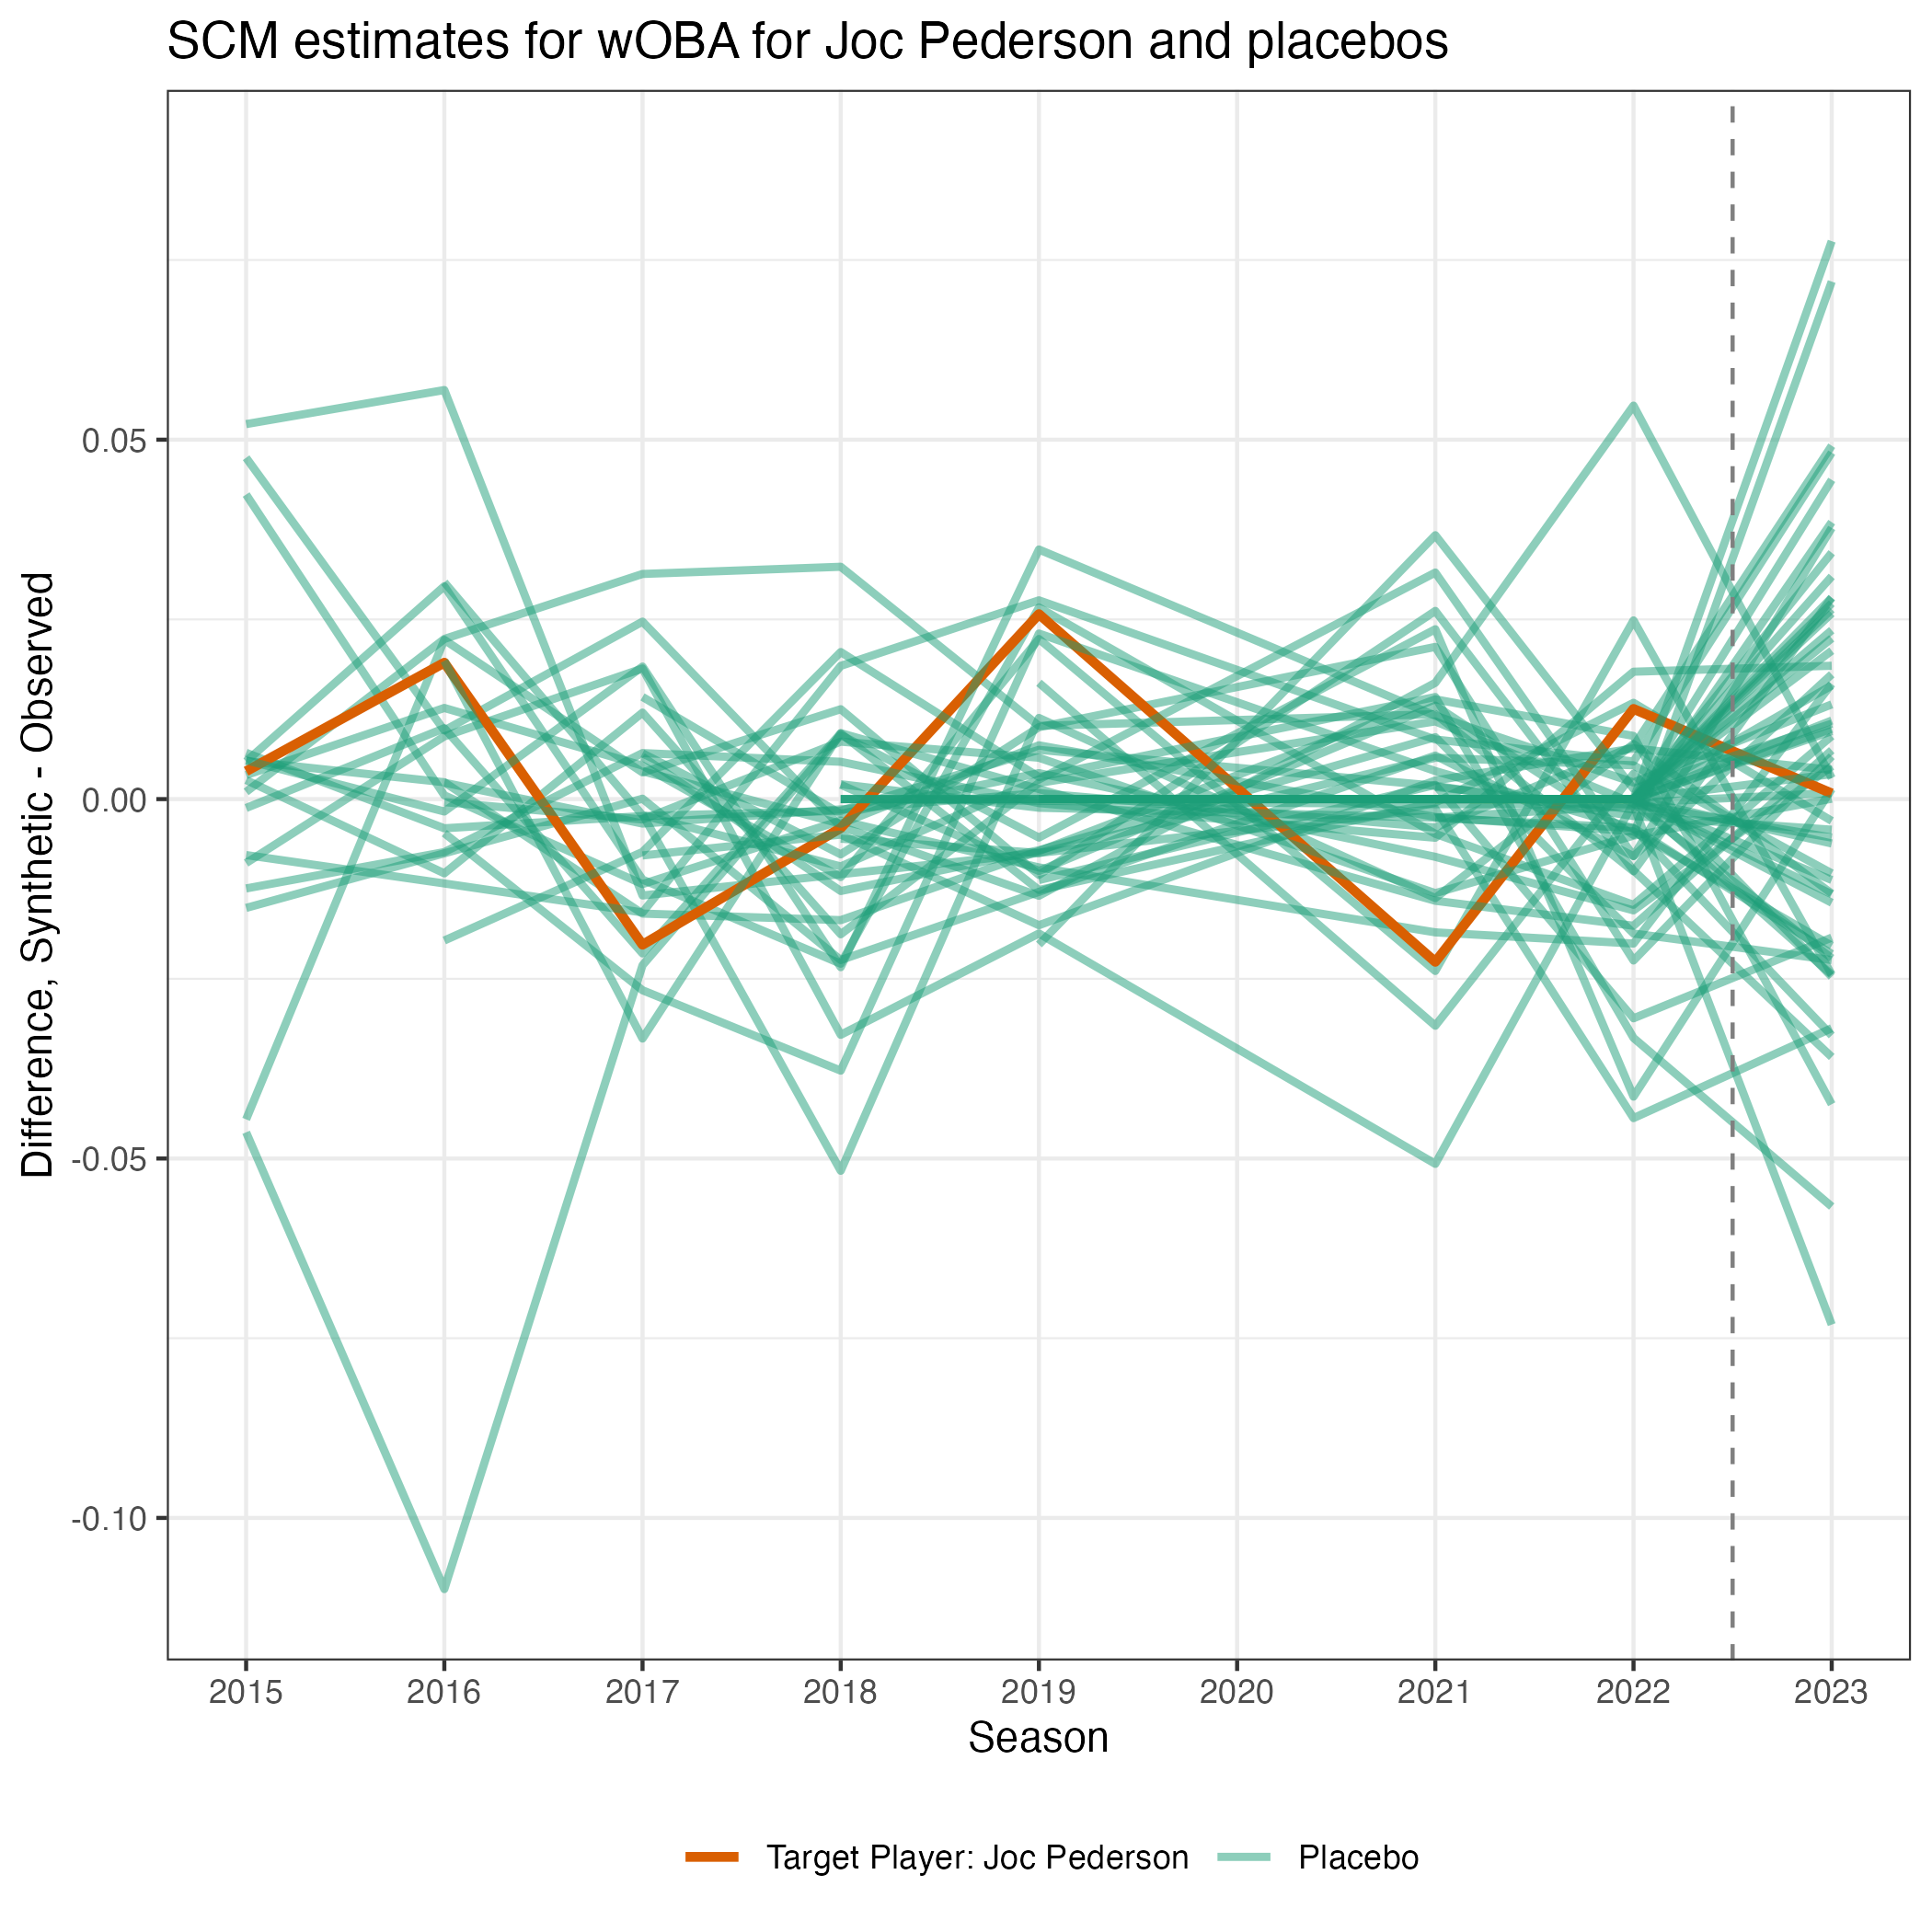 SCM estimates for wOBA for Joc Pederson and placebos
Difference, Synthetic - Observed
0.05
0.00
-0.05
-0.10
2015 2016 2017 2018 2019 2020 2021 2022 2023
Season
Target Player: Joc Pederson Placebo